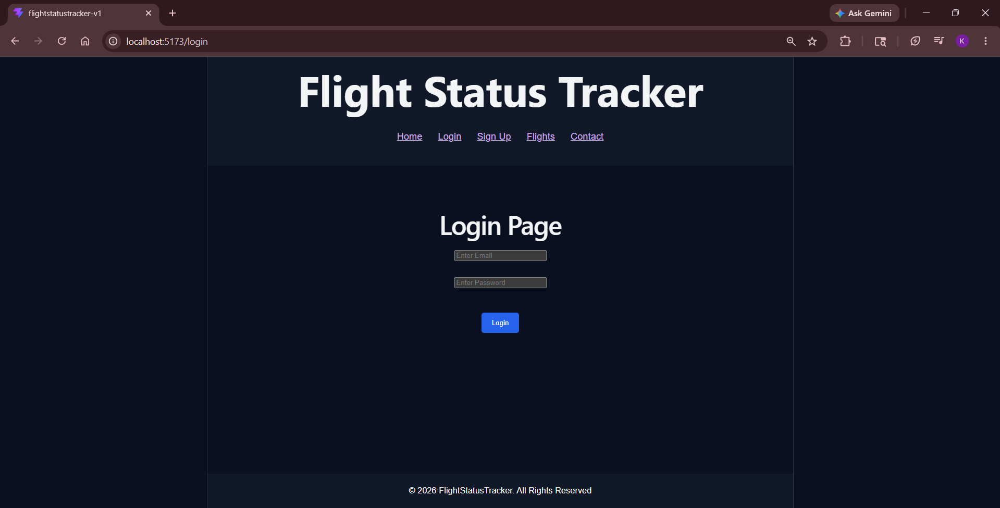 flightstatustracker-v1
Ask Gemini
localhost:5173/login
K
Flight Status Tracker
Home Login Sign Up Flights Contact
Login Page
Enter Email
Enter Password
Login
© 2026 FlightStatusTracker. All Rights Reserved